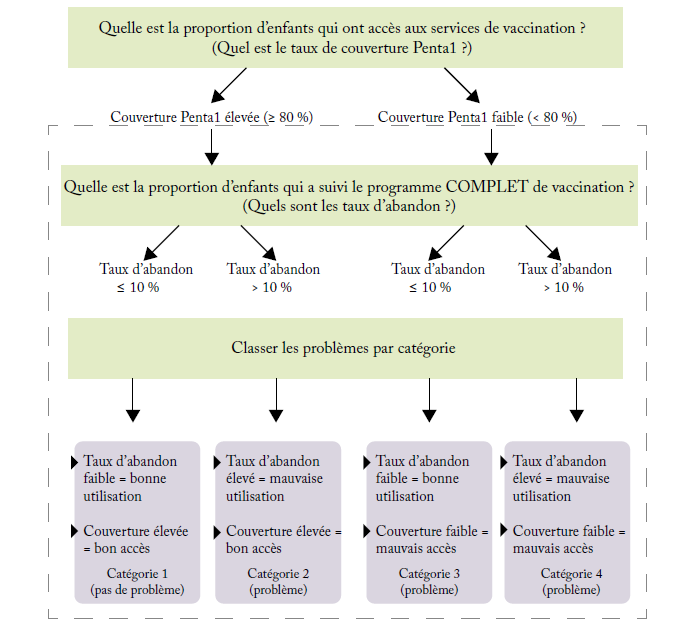 Quelle est la proportion d'enfants qui ont accès aux services de vaccination ?
(Quel est le taux de couverture Penta1 ?)
Couverture Penta1 élevée (≥ 80 %)
Couverture Penta1 faible (< 80 %)
Quelle est la proportion d'enfants qui a suivi le programme COMPLET de vaccination ?
(Quels sont les taux d'abandon ?)
Taux d'abandon
≤ 10 %
Taux d'abandon
> 10 %
Taux d'abandon
≤ 10 %
Taux d'abandon
> 10 %
Classer les problèmes par catégorie
Taux d'abandon
faible = bonne
utilisation
Couverture élevée
= bon accès
Catégorie 1
(pas de problème)
Taux d'abandon
élevé = mauvaise
utilisation
Couverture élevée =
bon accès
Catégorie 2
(problème)
Taux d'abandon
faible = bonne
utilisation
Couverture faible =
mauvais accès
Catégorie 3
(problème)
Taux d'abandon
élevé = mauvaise
utilisation
Couverture faible =
mauvais accès
Catégorie 4
(problème)